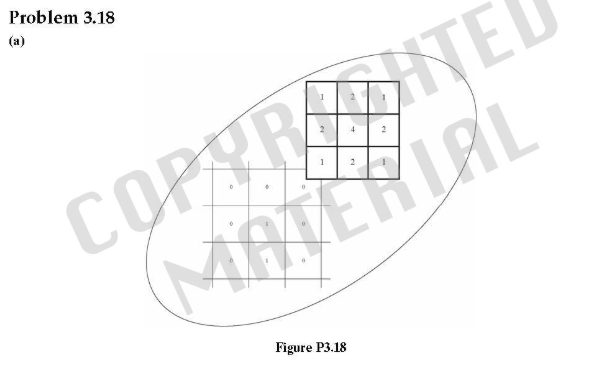 Problem 3.18
(a)
COPYRIGHTED
MATERIAL
1 2 1
2 4 2
1 2 1
0 0 0
0 1 0
0 1 0
Figure P3.18